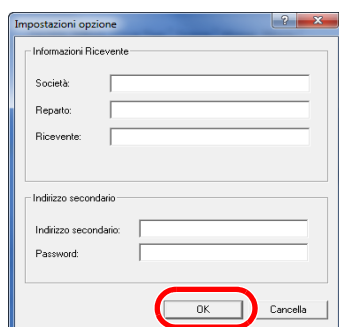 Impostazioni opzione
Informazioni Ricevente
Società:
Reparto:
Ricevente:
Indirizzo secondario
Indirizzo secondario:
Password:
OK Cancella